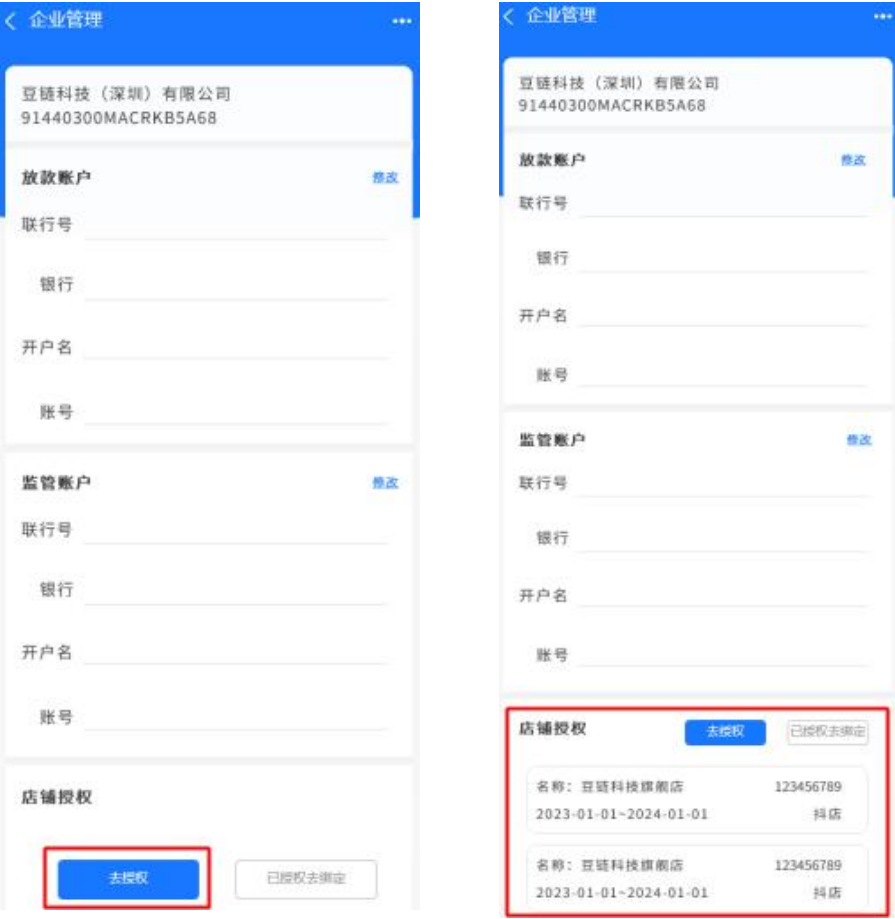 企业管理
豆链科技（深圳）有限公司
91440300MACRKB5A68
放款账户 修改
联行号
银行
开户名
账号
监管账户 修改
联行号
银行
开户名
账号
店铺授权
去授权 已授权去绑定
企业管理
豆链科技（深圳）有限公司
91440300MACRKB5A68
放款账户 修改
联行号
银行
开户名
账号
监管账户 修改
联行号
银行
开户名
账号
店铺授权 去授权 已授权去绑定
名称：豆链科技旗舰店 123456789
2023-01-01~2024-01-01 抖店
名称：豆链科技旗舰店 123456789
2023-01-01~2024-01-01 抖店